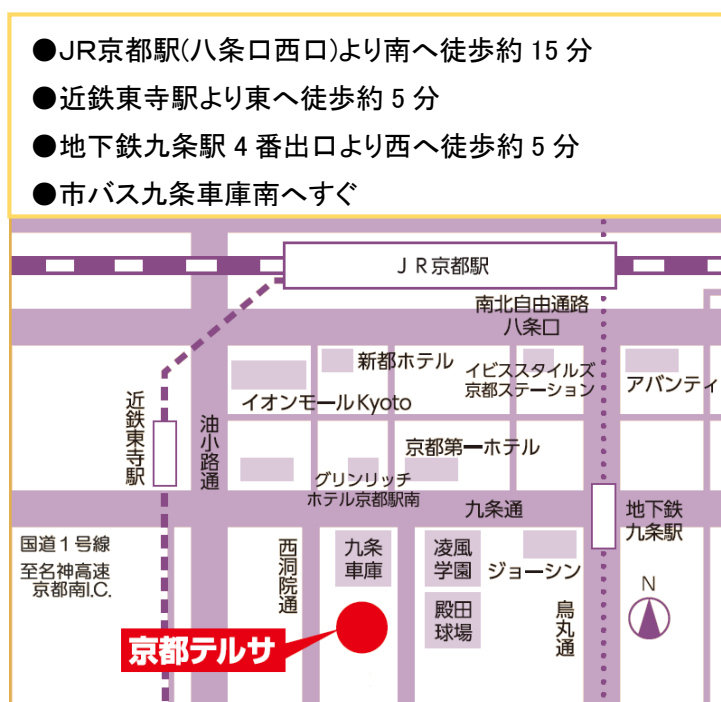 ●JR京都駅(八条口西口)より南へ徒歩約 15 分
●近鉄東寺駅より東へ徒歩約 5 分
●地下鉄九条駅 4 番出口より西へ徒歩約 5 分
●市バス九条車庫南へすぐ
JR京都駅
南北自由通路
八条口
新都ホテル
イビススタイルズ
京都ステーション
アバンティ
イオンモールKyoto
近鉄東寺駅
油小路通
京都第一ホテル
グリンリッチ
ホテル京都駅南
九条通
地下鉄
九条駅
国道1号線
至名神高速
京都南I.C.
西洞院通
九条
車庫
凌風
学園
ジョーシン
殿田
球場
烏丸通
N
京都テルサ